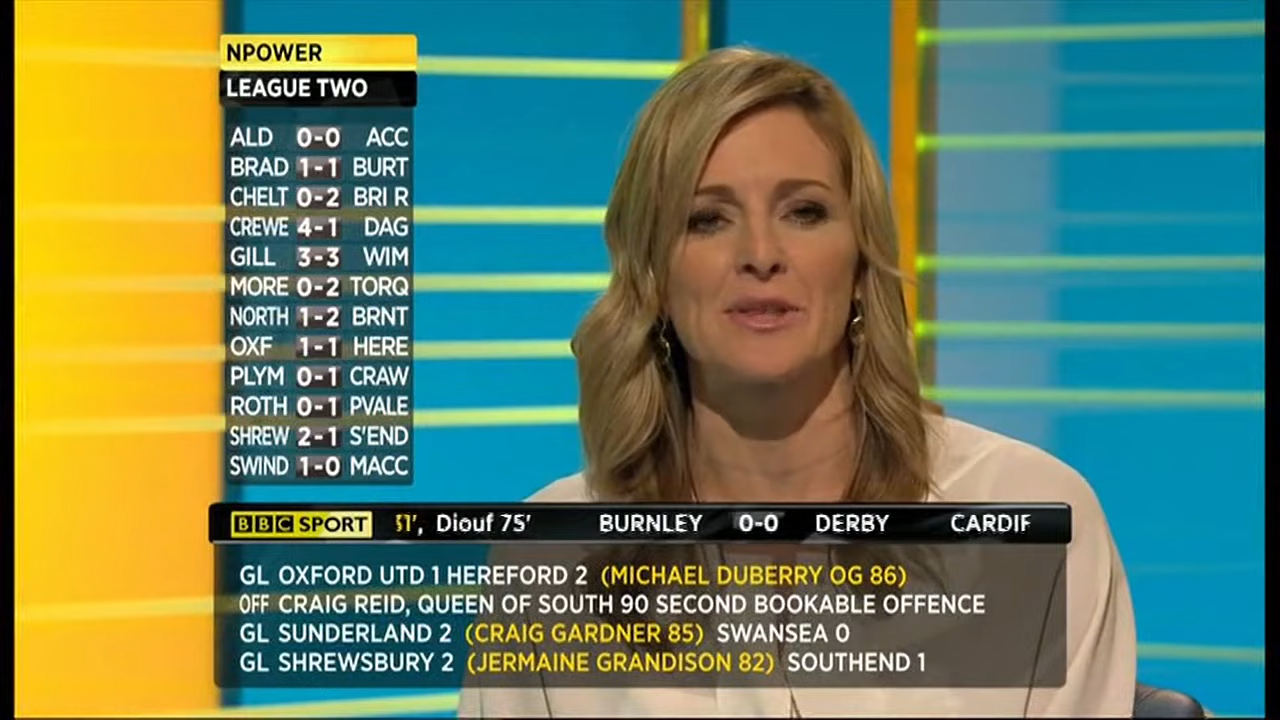 NPOWER
LEAGUE TWO
ALD 0-0 ACC
BRAD 1-1 BURT
CHELT 0-2 BRI R
CREWE 4-1 DAG
GILL 3-3 WIM
MORE 0-2 TORQ
NORTH 1-2 BRNT
OXF 1-1 HERE
PLYM 0-1 CRAW
ROTH 0-1 PVALE
SHREW 2-1 S'END
SWIND 1-0 MACC
BBC SPORT 51', Diouf 75' BURNLEY 0-0 DERBY CARDIF
GL OXFORD UTD 1 HEREFORD 2 (MICHAEL DUBERRY OG 86)
OFF CRAIG REID, QUEEN OF SOUTH 90 SECOND BOOKABLE OFFENCE
GL SUNDERLAND 2 (CRAIG GARDNER 85) SWANSEA 0
GL SHREWSBURY 2 (JERMAINE GRANDISON 82) SOUTHEND 1